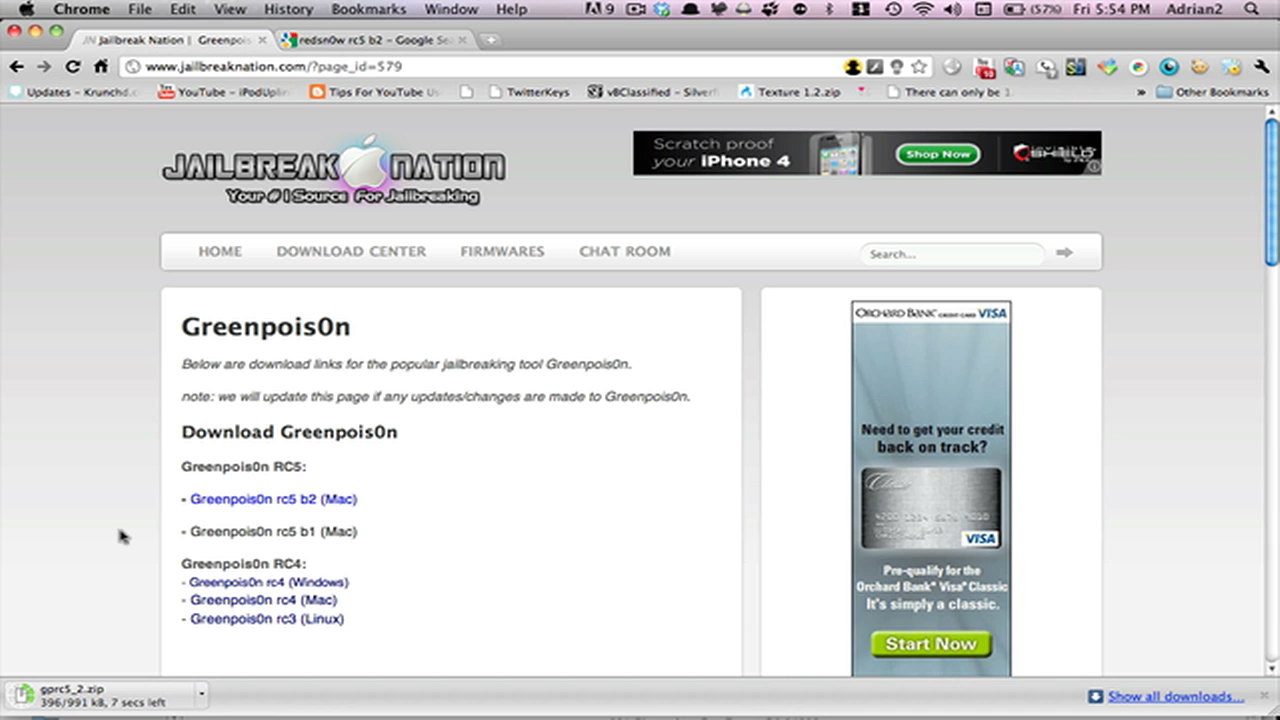 Chrome File Edit View History Bookmarks Window Help 9 (57%) Fri 5:54 PM Adrian2
Jailbreak Nation | Greenpois
redsn0w rc5 b2 - Google Se
www.jailbreaknation.com/?page_id=579
Updates - Krunchd. YouTube - iPodUplin Tips For YouTube Us TwitterKeys vBClassified - Silverf Texture 1.2.zip There can only be 1 » Other Bookmarks
JAILBREAK NATION
Your #1 Source For Jailbreaking
Scratch proof
your iPhone 4
Shop Now
SHIELD
HOME DOWNLOAD CENTER FIRMWARES CHAT ROOM
Search...
Greenpois0n
Below are download links for the popular jailbreaking tool Greenpois0n.
note: we will update this page if any updates/changes are made to Greenpois0n.
Download Greenpois0n
Greenpois0n RC5:
- Greenpois0n rc5 b2 (Mac)
- Greenpois0n rc5 b1 (Mac)
Greenpois0n RC4:
- Greenpois0n rc4 (Windows)
- Greenpois0n rc4 (Mac)
- Greenpois0n rc3 (Linux)
ORCHARD BANK CREDIT CARD VISA
Need to get your credit
back on track?
Classic
VISA
Pre-qualify for the
Orchard Bank® Visa® Classic
It's simply a classic.
Start Now
gprc5_2.zip
396/991 kB, 7 secs left
Show all downloads...